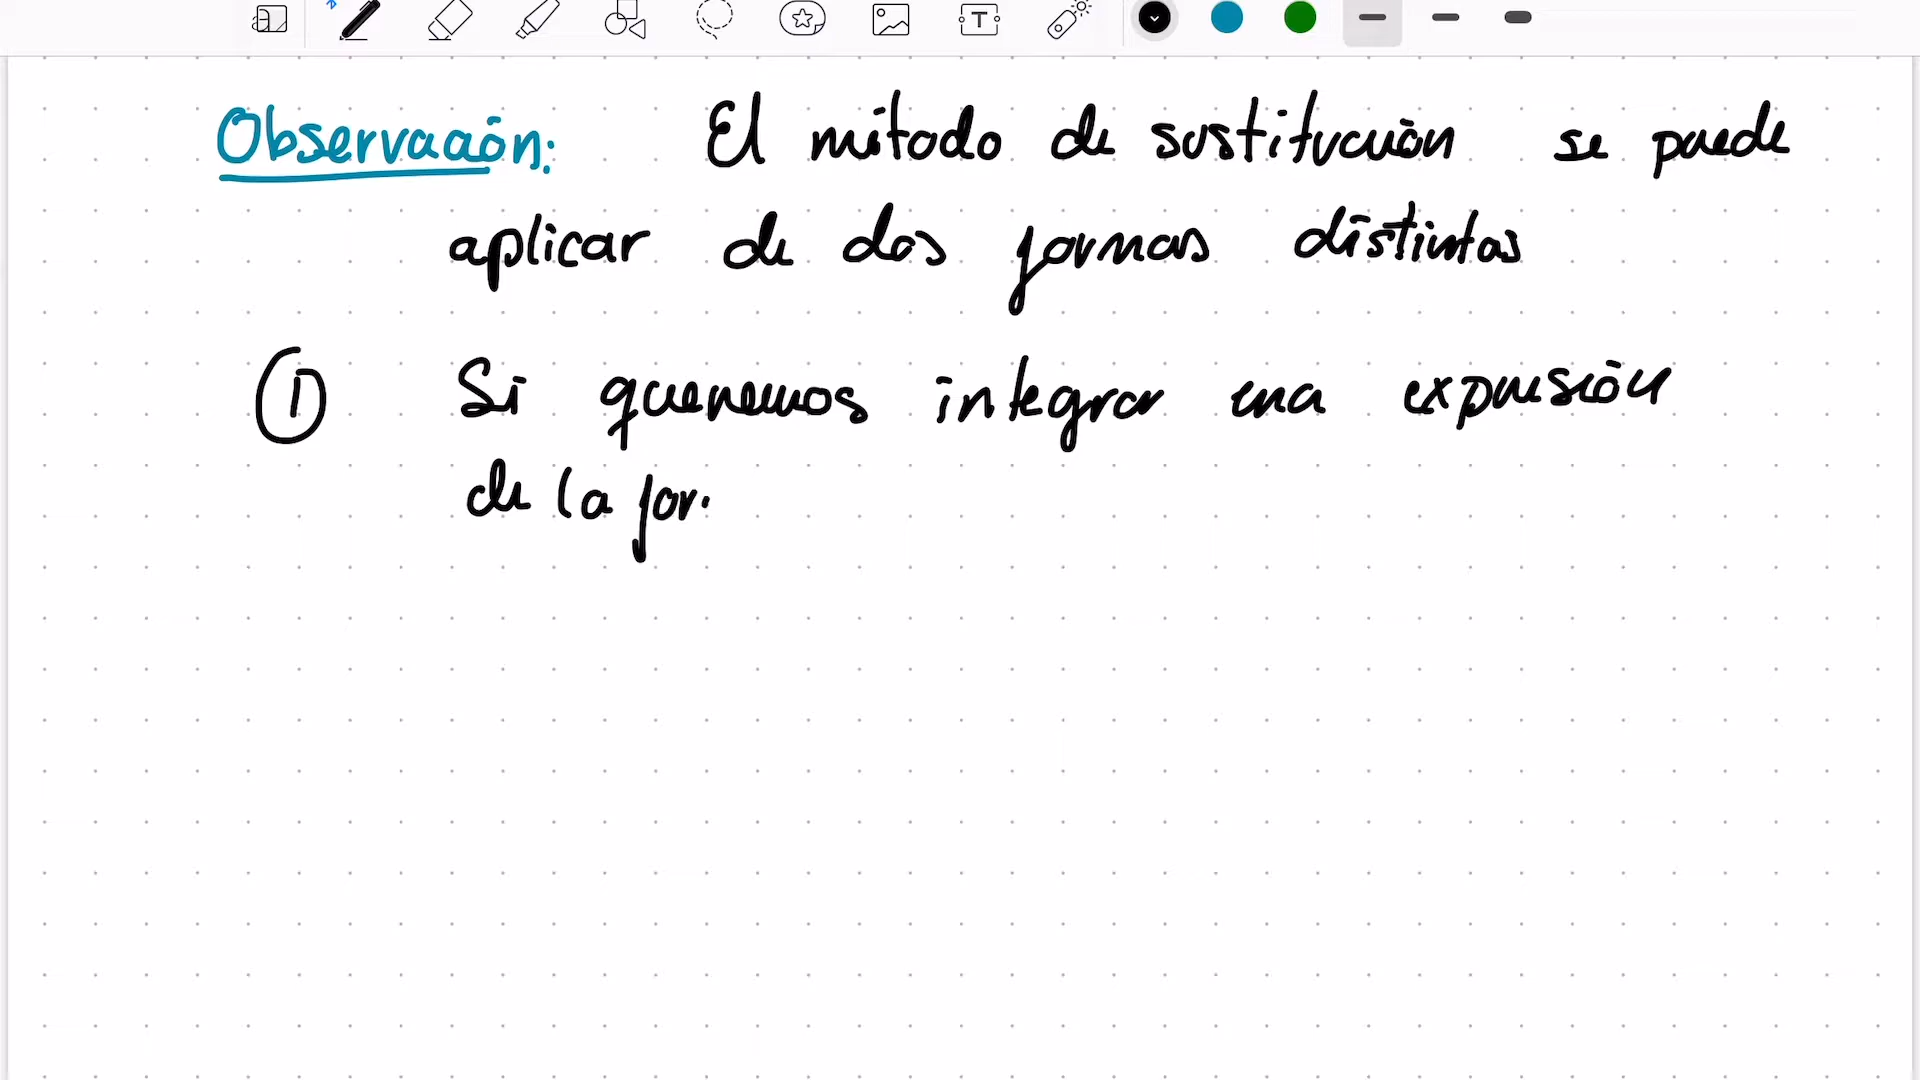 Observación: El método de sustitución se puede
aplicar de dos formas distintas
① Si queremos integrar una expresión
de la for